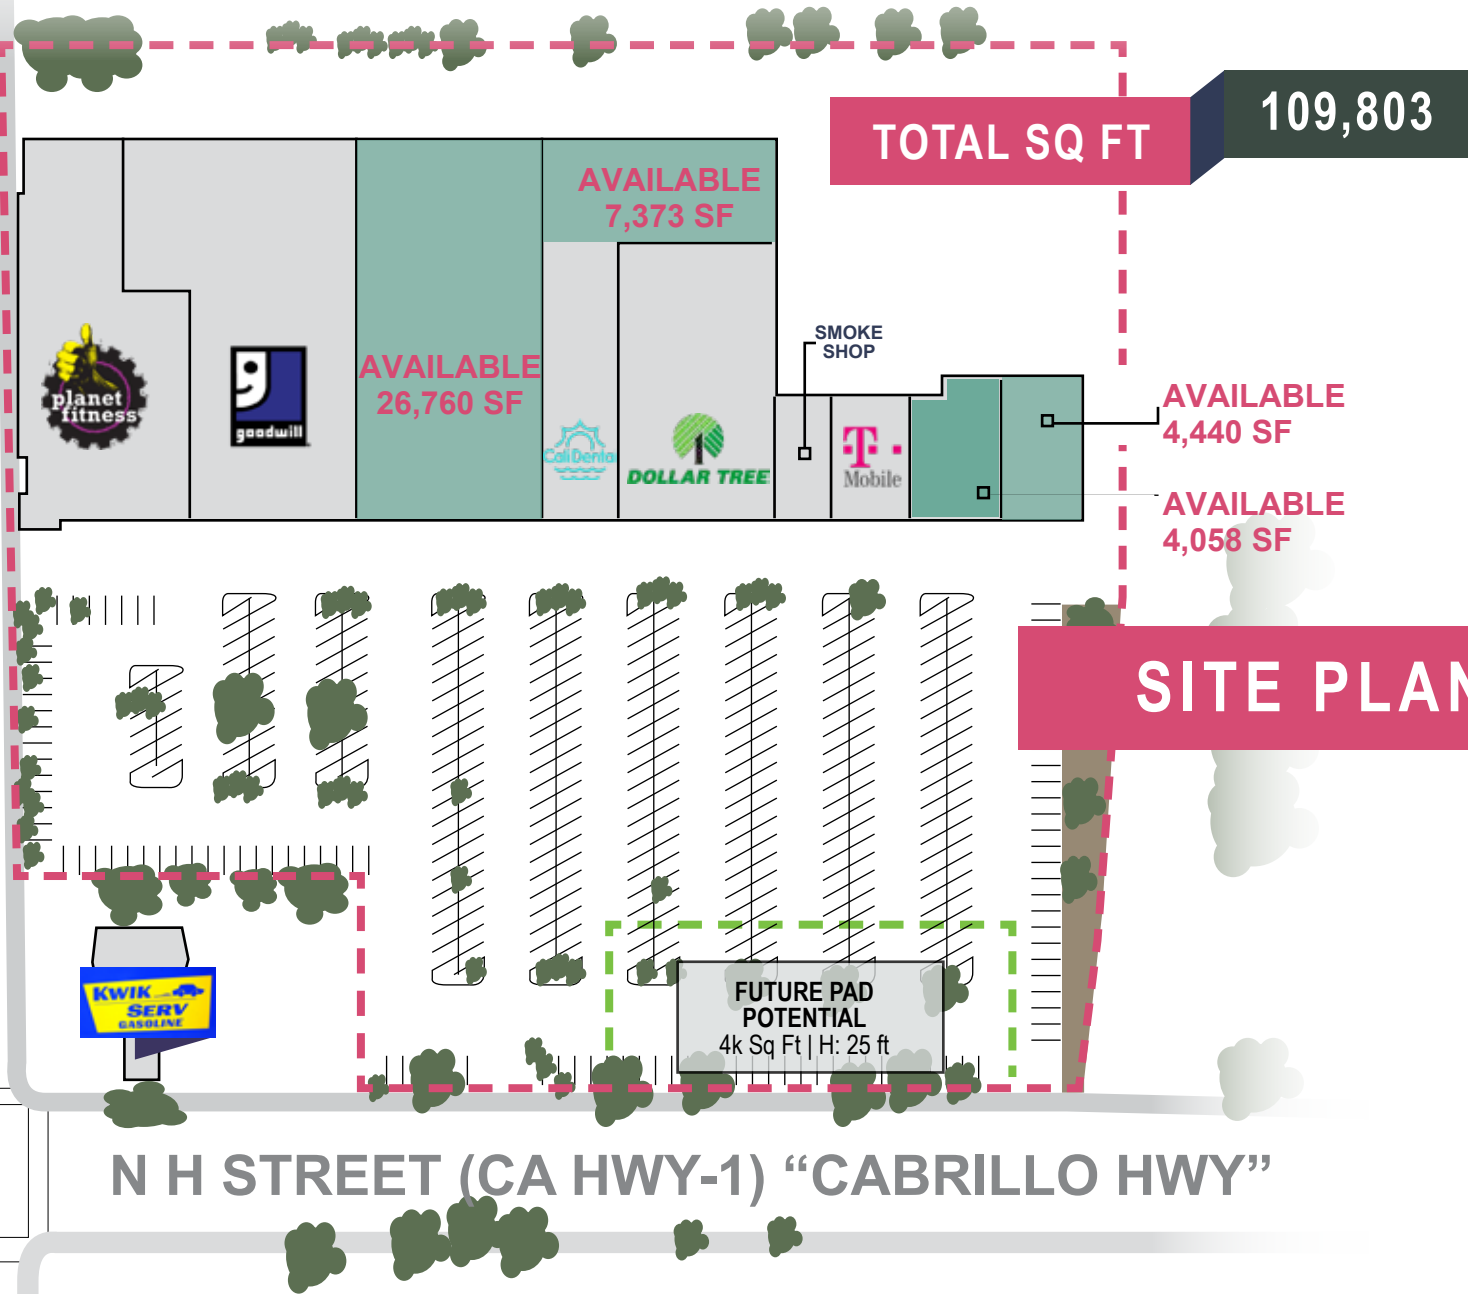 TOTAL SQ FT
109,803
AVAILABLE
7,373 SF
SMOKE
SHOP
planet
fitness
goodwill
AVAILABLE
26,760 SF
Cali Dental
DOLLAR TREE
T
Mobile
AVAILABLE
4,440 SF
AVAILABLE
4,058 SF
SITE PLAN
KWIK
SERV
GASOLINE
FUTURE PAD
POTENTIAL
4k Sq Ft | H: 25 ft
N H STREET (CA HWY-1) “CABRILLO HWY”